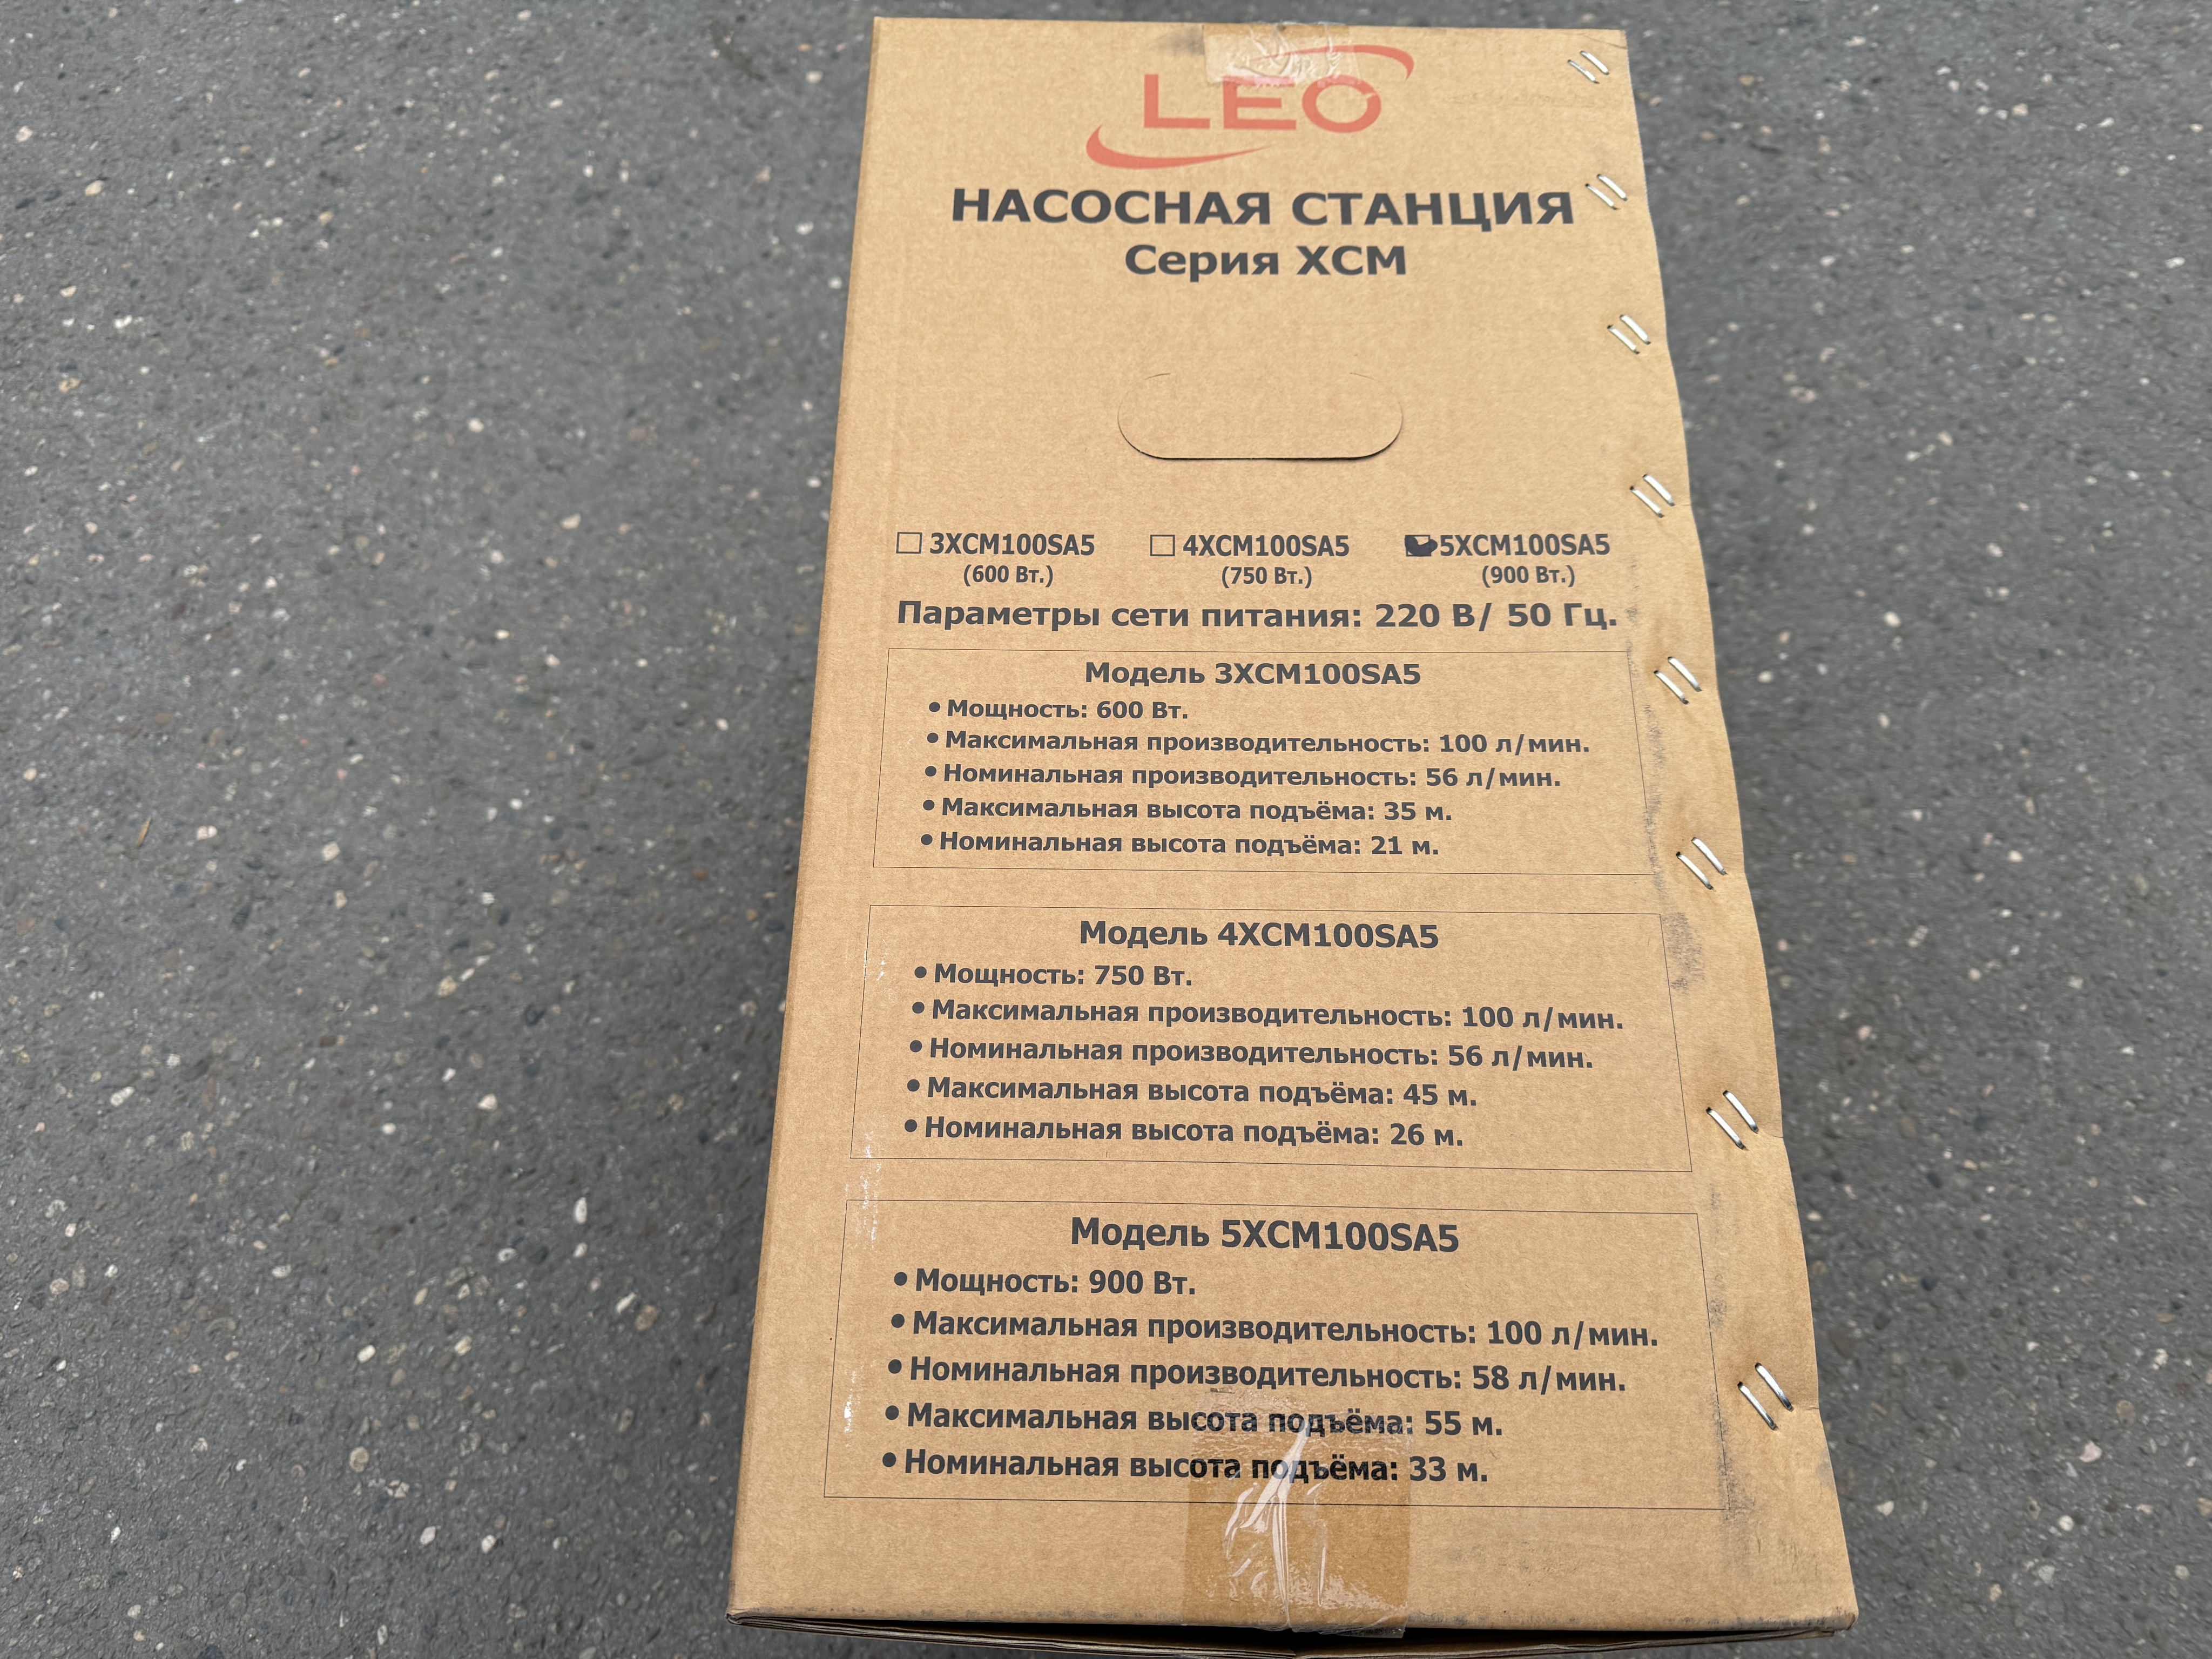 LEO
НАСОСНАЯ СТАНЦИЯ
Серия XCM
3XCM100SA5 4XCM100SA5 5XCM100SA5
(600 Вт.) (750 Вт.) (900 Вт.)
Параметры сети питания: 220 В/ 50 Гц.
Модель 3XCM100SA5
• Мощность: 600 Вт.
• Максимальная производительность: 100 л/мин.
• Номинальная производительность: 56 л/мин.
• Максимальная высота подъёма: 35 м.
• Номинальная высота подъёма: 21 м.
Модель 4XCM100SA5
• Мощность: 750 Вт.
• Максимальная производительность: 100 л/мин.
• Номинальная производительность: 56 л/мин.
• Максимальная высота подъёма: 45 м.
• Номинальная высота подъёма: 26 м.
Модель 5XCM100SA5
• Мощность: 900 Вт.
• Максимальная производительность: 100 л/мин.
• Номинальная производительность: 58 л/мин.
• Максимальная высота подъёма: 55 м.
• Номинальная высота подъёма: 33 м.